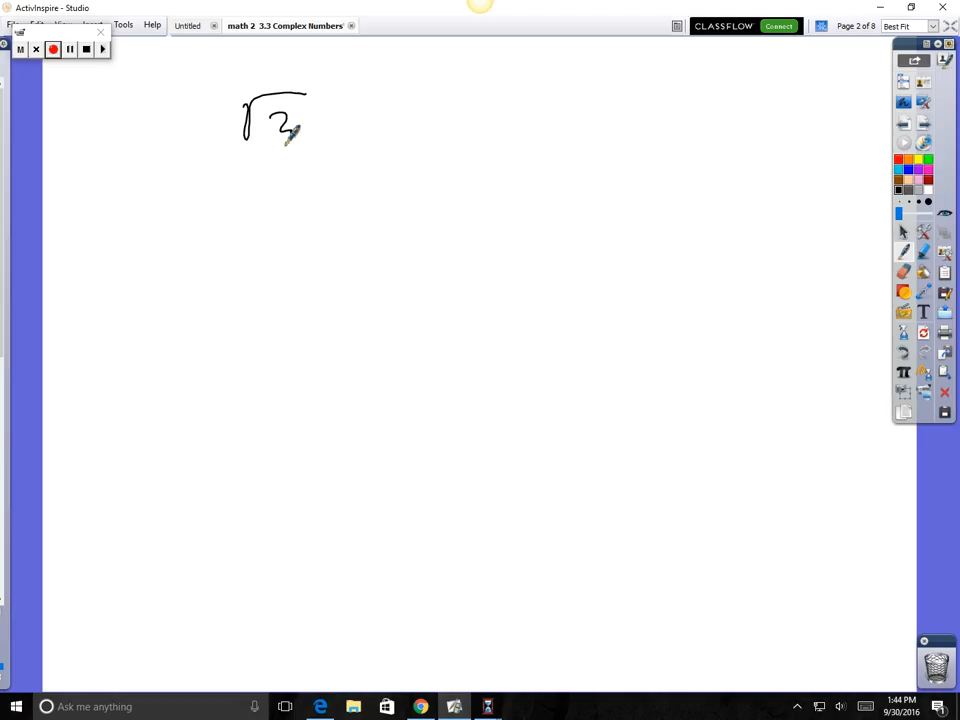 ActivInspire - Studio
Tools Help
Untitled math 2 3.3 Complex Numbers* CLASSFLOW Connect Page 2 of 8 Best Fit
M
T
π
Ask me anything 1:44 PM
9/30/2016